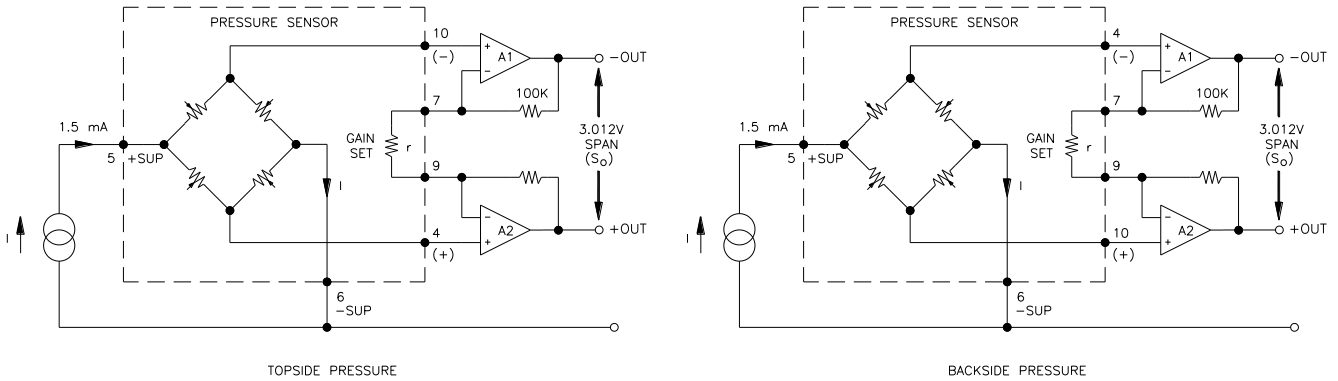 PRESSURE SENSOR
10
(-)
+
A1
-
-OUT
7
100K
1.5 mA
5
+SUP
GAIN
SET
r
3.012V
SPAN
(So)
I
9
I
-
A2
+
+OUT
4
(+)
6
-SUP
TOPSIDE PRESSURE
PRESSURE SENSOR
4
(-)
+
A1
-
-OUT
7
100K
1.5 mA
5
+SUP
GAIN
SET
r
3.012V
SPAN
(So)
I
9
I
-
A2
+
+OUT
10
(+)
6
-SUP
BACKSIDE PRESSURE